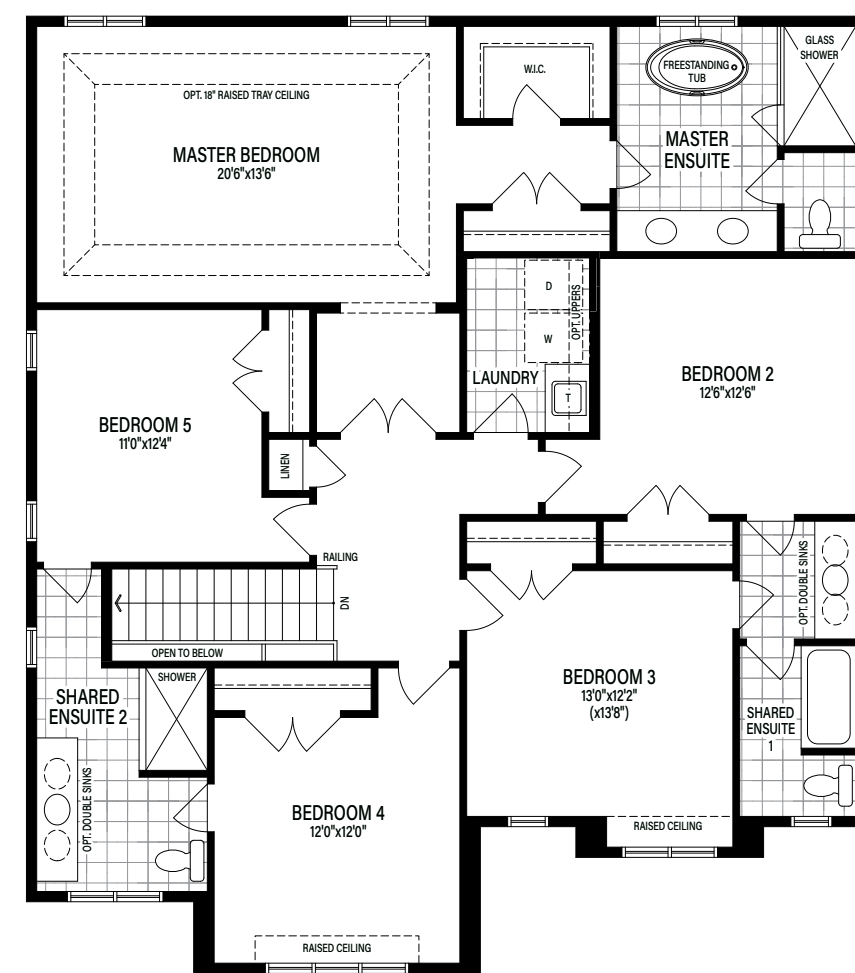 GLASS
SHOWER
W.I.C.
FREESTANDING
TUB
OPT. 18" RAISED TRAY CEILING
MASTER BEDROOM
20'6"x13'6"
MASTER
ENSUITE
D
OPT. UPPERS
W
LAUNDRY
T
BEDROOM 2
12'6"x12'6"
BEDROOM 5
11'0"x12'4"
LINEN
RAILING
DN
OPEN TO BELOW
OPT. DOUBLE SINKS
SHOWER
SHARED
ENSUITE 2
BEDROOM 3
13'0"x12'2"
(x13'8")
SHARED
ENSUITE
1
OPT. DOUBLE SINKS
BEDROOM 4
12'0"x12'0"
RAISED CEILING
RAISED CEILING